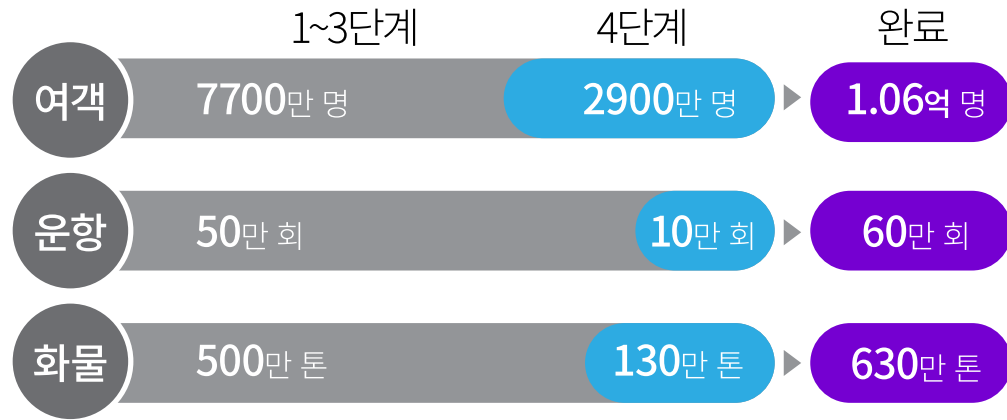 1~3단계 4단계 완료
여객 7700만 명 2900만 명 1.06억 명
운항 50만 회 10만 회 60만 회
화물 500만 톤 130만 톤 630만 톤